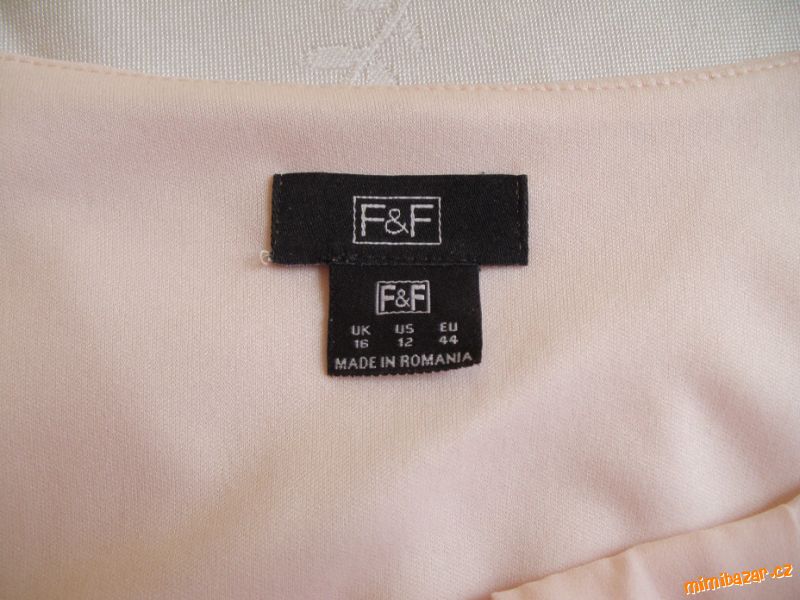 F&F
F&F
UK US EU
16 12 44
MADE IN ROMANIA
mimibazar.cz